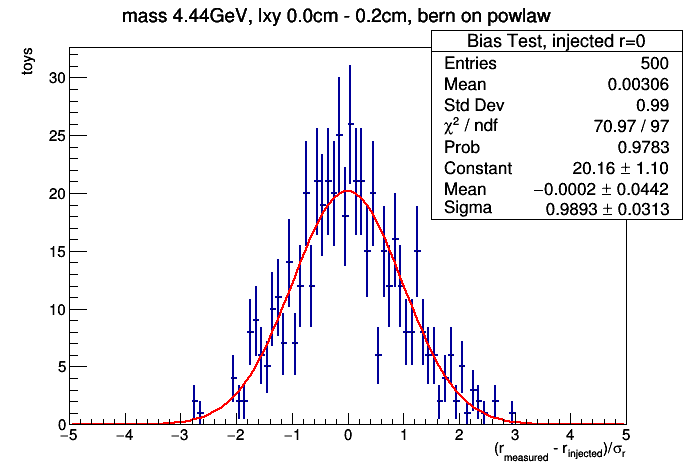 mass 4.44GeV, lxy 0.0cm - 0.2cm, bern on powlaw
toys
Bias Test, injected r=0
Entries 500
Mean 0.00306
Std Dev 0.99
χ² / ndf 70.97 / 97
Prob 0.9783
Constant 20.16 ± 1.10
Mean −0.0002 ± 0.0442
Sigma 0.9893 ± 0.0313
30
25
20
15
10
5
0
−5 −4 −3 −2 −1 0 1 2 3 4 5
(r_measured - r_injected)/σ_r